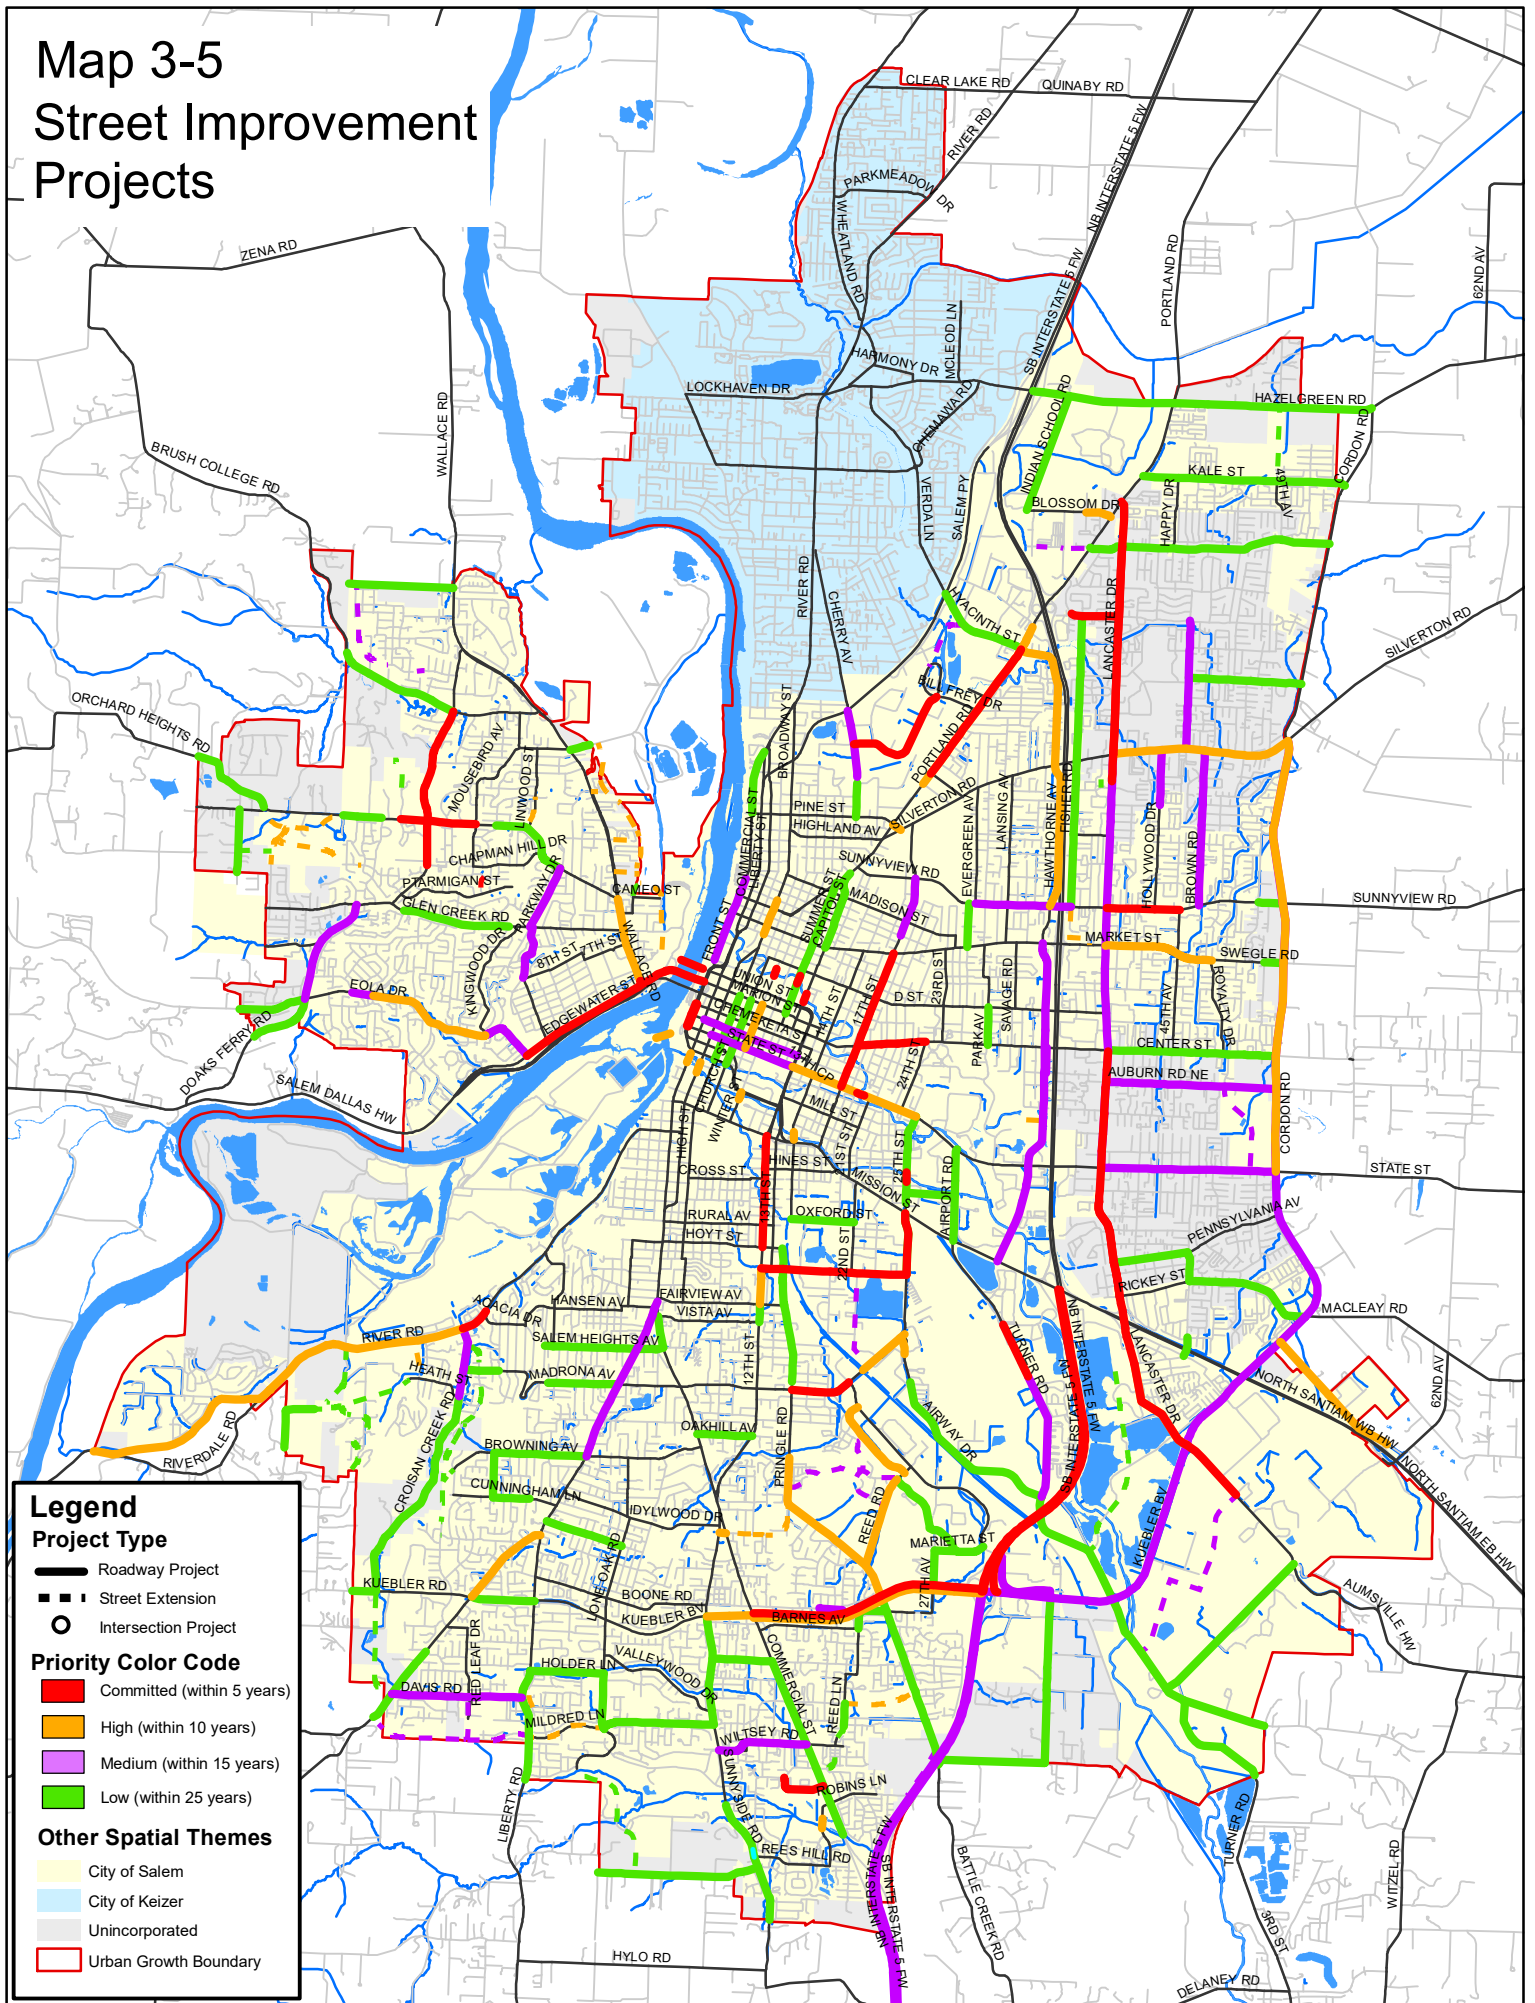 Map 3-5
Street Improvement
Projects
CLEAR LAKE RD
QUINABY RD
RIVER RD
NB INTERSTATE 5 FW
PARKMEADOW DR
WHEATLAND RD
ZENA RD
WALLACE RD
SB INTERSTATE 5 FW
PORTLAND RD
62ND AV
MCLEOD LN
HARMONY DR
LOCKHAVEN DR
CHEMAWA RD
HAZELGREEN RD
INDIAN SCHOOL RD
CORDON RD
BRUSH COLLEGE RD
KALE ST
49TH AV
HAPPY DR
BLOSSOM DR
VERDA LN
SALEM PY
RIVER RD
CHERRY AV
HYACINTH ST
LANCASTER DR
SILVERTON RD
BILL FREY DR
PORTLAND RD
ORCHARD HEIGHTS RD
MOUSEBIRD AV
LINWOOD ST
BROADWAY ST
SILVERTON RD
PINE ST
HIGHLAND AV
COMMERCIAL ST
LIBERTY ST
EVERGREEN AV
LANSING AV
HAWTHORNE AV
FISHER RD
HOLLYWOOD DR
BROWN RD
CHAPMAN HILL DR
PTARMIGAN ST
PARKWAY DR
CAMEO ST
GLEN CREEK RD
SUNNYVIEW RD
MADISON ST
SUMMER ST
CAPITOL ST
SUNNYVIEW RD
FRONT ST
WALLACE RD
KINGWOOD DR
8TH ST
7TH ST
MARKET ST
SWEGLE RD
EOLA DR
EDGEWATER ST
UNION ST
MARION ST
CHEMEKETA ST
STATE ST
14TH ST
17TH ST
D ST
23RD ST
SAVAGE RD
PARK AV
45TH AV
ROYALTY DR
CENTER ST
AUBURN RD NE
DOAKS FERRY RD
SALEM DALLAS HW
CHURCH ST
WINTER ST
HIGH ST
24TH ST
MILL ST
CORDON RD
HINES ST
CROSS ST
13TH ST
MISSION ST
25TH ST
AIRPORT RD
STATE ST
RURAL AV
HOYT ST
OXFORD ST
22ND ST
PENNSYLVANIA AV
RICKEY ST
MACLEAY RD
FAIRVIEW AV
VISTA AV
HANSEN AV
ACACIA DR
RIVER RD
SALEM HEIGHTS AV
12TH ST
HEATH ST
MADRONA AV
TURNER RD
NB INTERSTATE 5 FW
SB INTERSTATE 5 FW
LANCASTER DR
62ND AV
NORTH SANTIAM WB HW
NORTH SANTIAM EB HW
RIVERDALE RD
CROISAN CREEK RD
BROWNING AV
OAKHILL AV
AIRWAY DR
CUNNINGHAM LN
IDYLWOOD DR
PRINGLE RD
REED RD
MARIETTA ST
KUEBLER BV
AUMSVILLE HW
KUEBLER RD
LONE OAK RD
BOONE RD
KUEBLER BV
BARNES AV
27TH AV
RED LEAF DR
HOLDER LN
VALLEYWOOD DR
DAVIS RD
MILDRED LN
COMMERCIAL ST
REED LN
WILTSEY RD
SUNNYSIDE RD
ROBINS LN
LIBERTY RD
REES HILL RD
NB INTERSTATE 5 FW
SB INTERSTATE 5 FW
BATTLE CREEK RD
TURNER RD
WITZEL RD
3RD ST
HYLO RD
DELANEY RD
Legend
Project Type
Roadway Project
Street Extension
Intersection Project
Priority Color Code
Committed (within 5 years)
High (within 10 years)
Medium (within 15 years)
Low (within 25 years)
Other Spatial Themes
City of Salem
City of Keizer
Unincorporated
Urban Growth Boundary